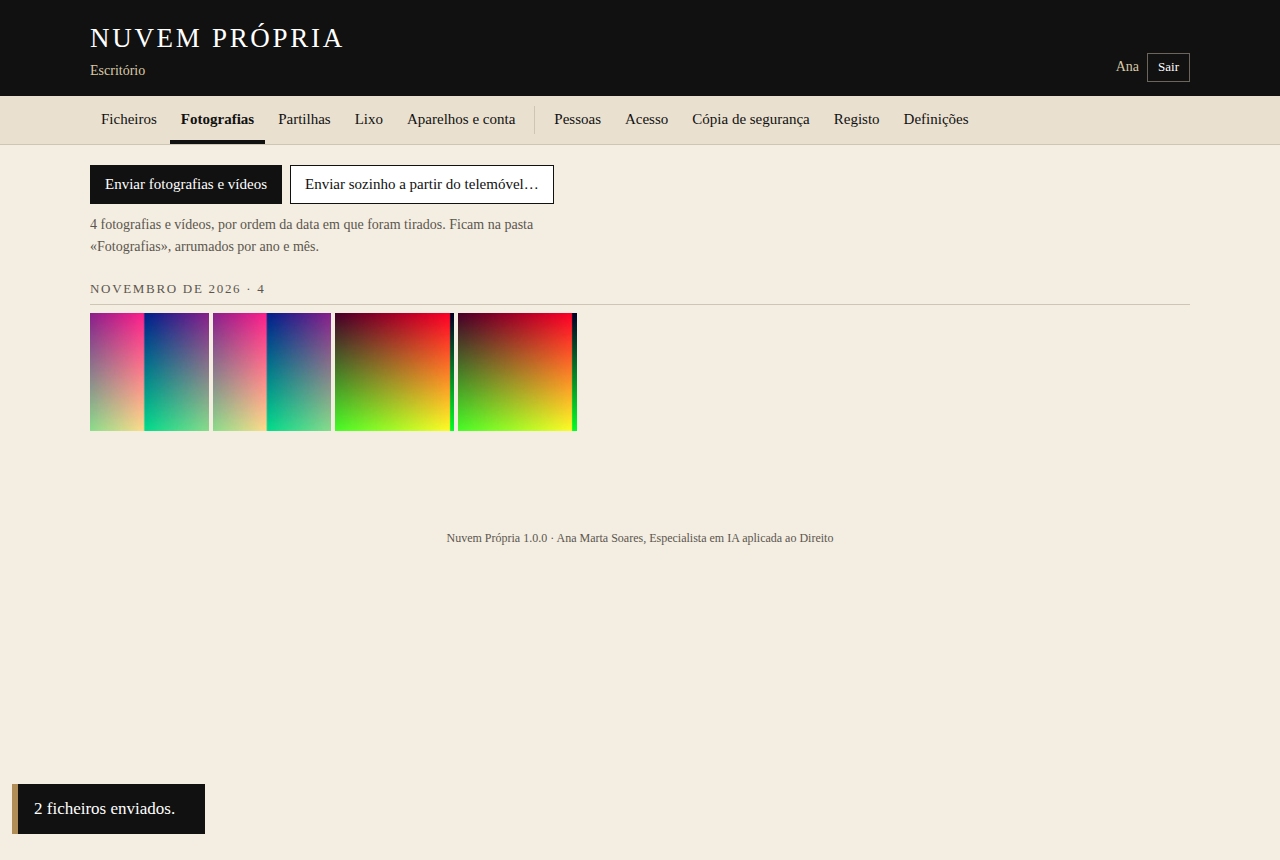 NUVEM PRÓPRIA
Escritório
Ana
Sair
Ficheiros
Fotografias
Partilhas
Lixo
Aparelhos e conta
Pessoas
Acesso
Cópia de segurança
Registo
Definições
Enviar fotografias e vídeos
Enviar sozinho a partir do telemóvel…
4 fotografias e vídeos, por ordem da data em que foram tirados. Ficam na pasta
«Fotografias», arrumados por ano e mês.
NOVEMBRO DE 2026 · 4
Nuvem Própria 1.0.0 · Ana Marta Soares, Especialista em IA aplicada ao Direito
2 ficheiros enviados.